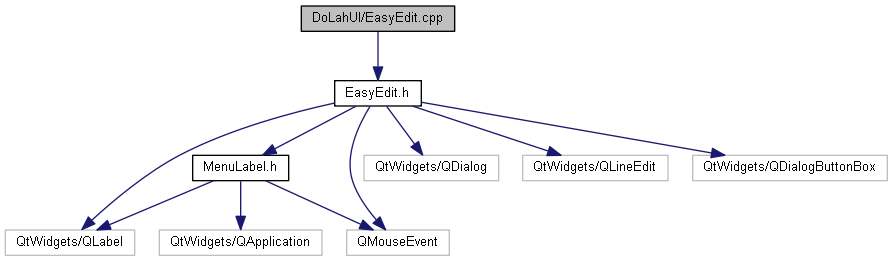 DoLahUI/EasyEdit.cpp
EasyEdit.h
MenuLabel.h
QtWidgets/QDialog
QtWidgets/QLineEdit
QtWidgets/QDialogButtonBox
QtWidgets/QLabel
QtWidgets/QApplication
QMouseEvent